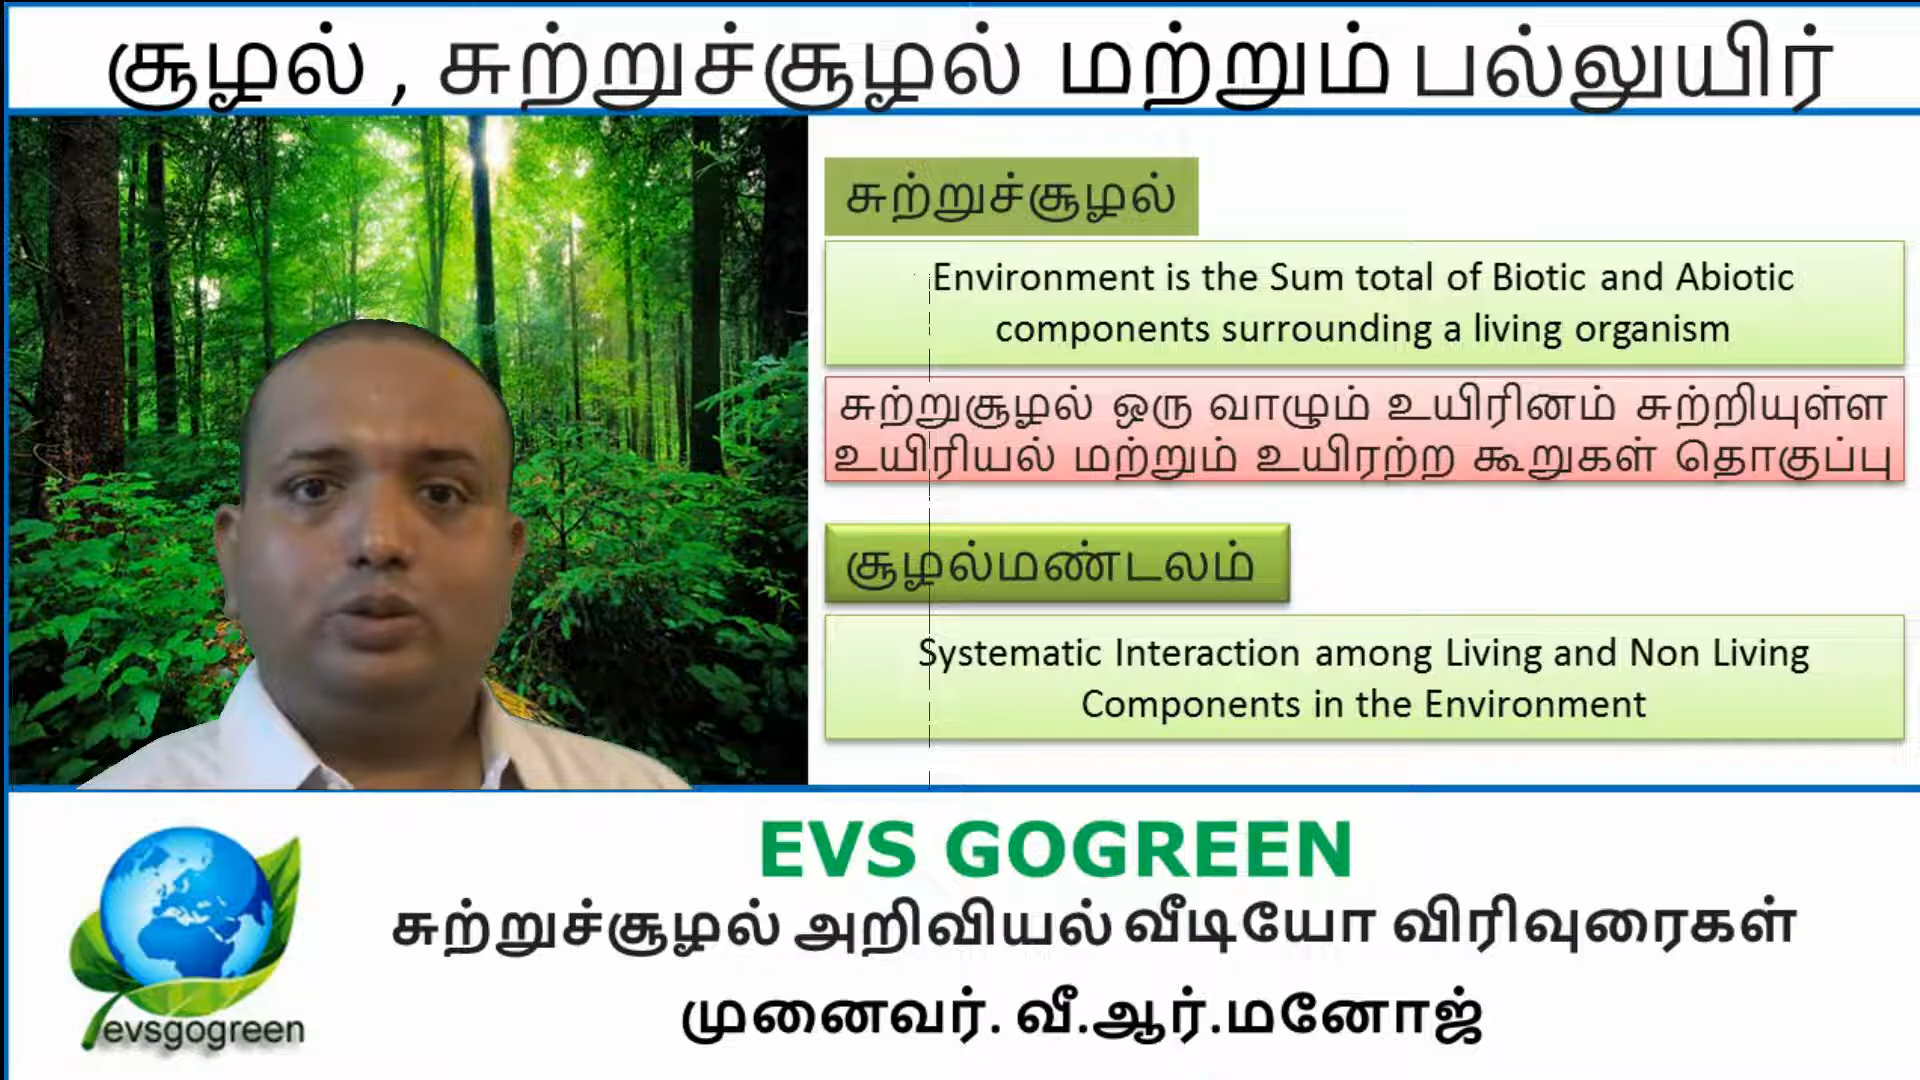 சூழல் , சுற்றுச்சூழல் மற்றும் பல்லுயிர்
சுற்றுச்சூழல்
Environment is the Sum total of Biotic and Abiotic
components surrounding a living organism
சுற்றுசூழல் ஒரு வாழும் உயிரினம் சுற்றியுள்ள
உயிரியல் மற்றும் உயிரற்ற கூறுகள் தொகுப்பு
சூழல்மண்டலம்
Systematic Interaction among Living and Non Living
Components in the Environment
EVS GOGREEN
சுற்றுச்சூழல் அறிவியல் வீடியோ விரிவுரைகள்
முனைவர். வீ.ஆர்.மனோஜ்
evsgogreen